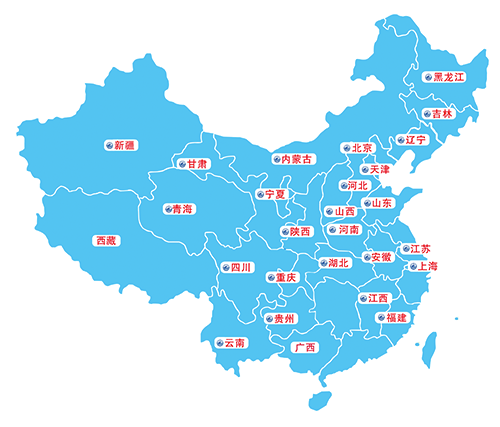 黑龙江
吉林
辽宁
新疆
北京
内蒙古
甘肃
天津
河北
宁夏
山东
青海
山西
河南
陕西
西藏
江苏
安徽
湖北
上海
四川
重庆
江西
福建
贵州
云南
广西